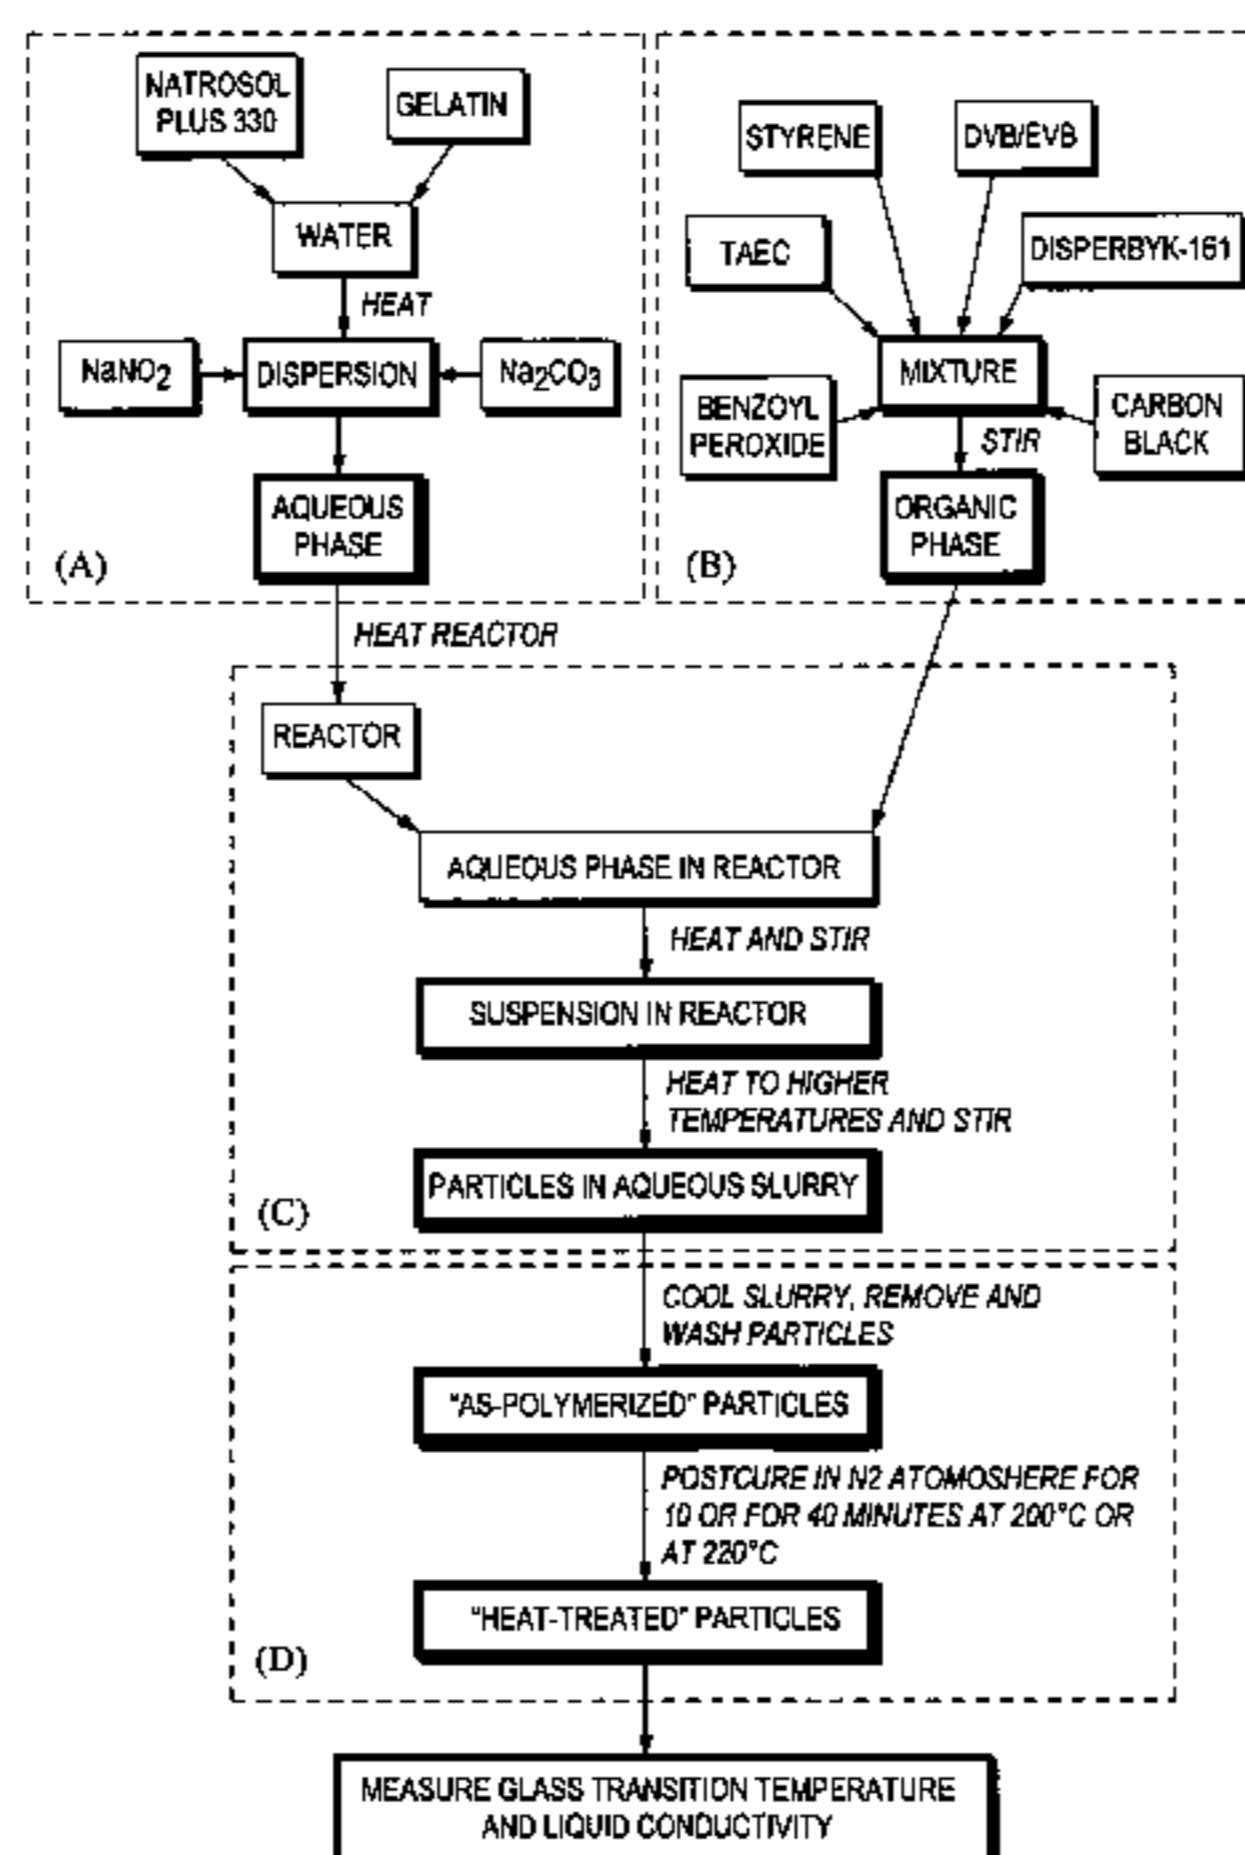 NATROSOL
PLUS 330
GELATIN
WATER
HEAT
NaNO2
DISPERSION
Na2CO3
AQUEOUS
PHASE
(A)
STYRENE
DVB/EVB
TAEC
DISPERBYK-161
MIXTURE
BENZOYL
PEROXIDE
CARBON
BLACK
STIR
ORGANIC
PHASE
(B)
HEAT REACTOR
REACTOR
AQUEOUS PHASE IN REACTOR
HEAT AND STIR
SUSPENSION IN REACTOR
HEAT TO HIGHER
TEMPERATURES AND STIR
PARTICLES IN AQUEOUS SLURRY
(C)
COOL SLURRY, REMOVE AND
WASH PARTICLES
"AS-POLYMERIZED" PARTICLES
POSTCURE IN N2 ATOMOSHERE FOR
10 OR FOR 40 MINUTES AT 200°C OR
AT 220°C
"HEAT-TREATED" PARTICLES
(D)
MEASURE GLASS TRANSITION TEMPERATURE
AND LIQUID CONDUCTIVITY